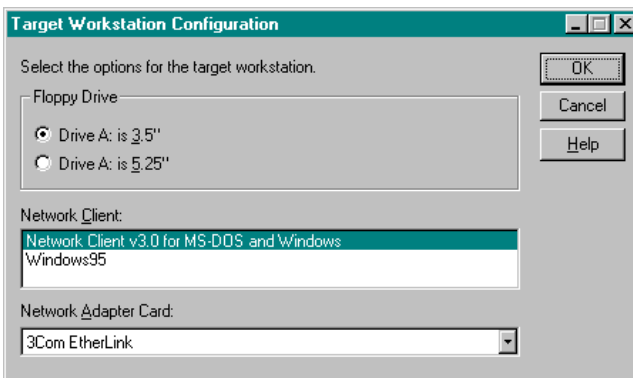 Target Workstation Configuration
Select the options for the target workstation.
Floppy Drive
Drive A: is 3.5"
Drive A: is 5.25"
Network Client:
Network Client v3.0 for MS-DOS and Windows
Windows95
Network Adapter Card:
3Com EtherLink
OK
Cancel
Help